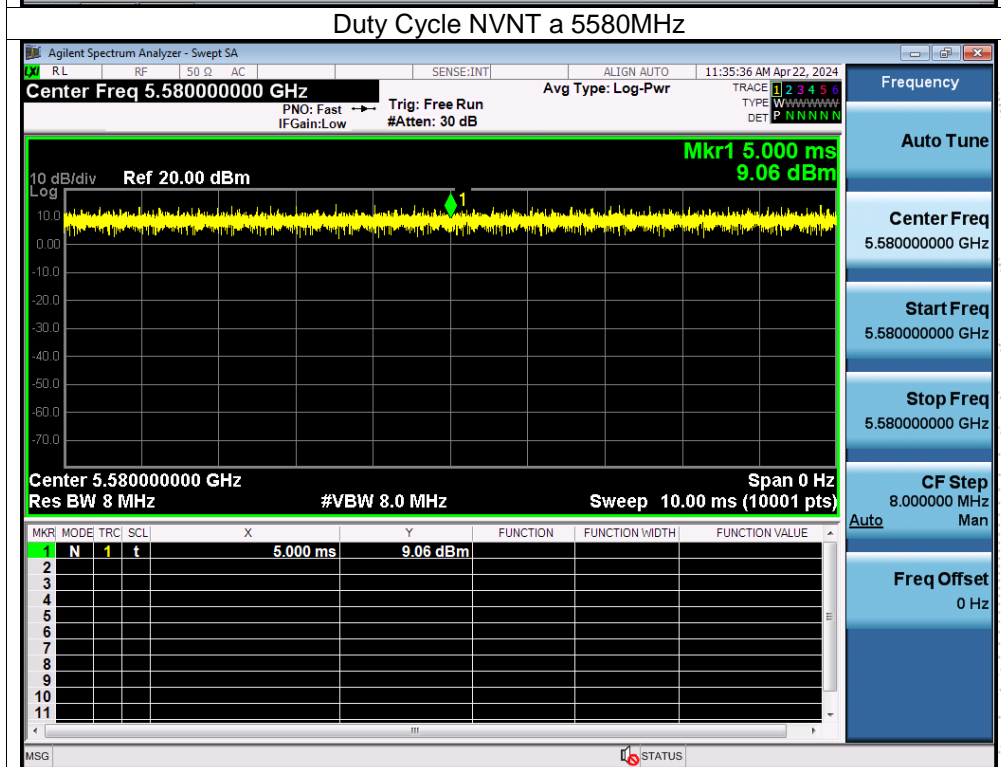 Duty Cycle NVNT a 5580MHz
Agilent Spectrum Analyzer - Swept SA
LXI RL RF 50 Ω AC SENSE:INT ALIGN AUTO 11:35:36 AM Apr 22, 2024
Center Freq 5.580000000 GHz
PNO: Fast
IFGain:Low
Trig: Free Run
#Atten: 30 dB
Avg Type: Log-Pwr
TRACE 1 2 3 4 5 6
TYPE WWWWWW
DET P N N N N N
Mkr1 5.000 ms
9.06 dBm
10 dB/div Ref 20.00 dBm
Log
1
10.0
0.00
-10.0
-20.0
-30.0
-40.0
-50.0
-60.0
-70.0
Center 5.580000000 GHz Span 0 Hz
Res BW 8 MHz #VBW 8.0 MHz Sweep 10.00 ms (10001 pts)
MKR MODE TRC SCL X Y FUNCTION FUNCTION WIDTH FUNCTION VALUE
1 N 1 t 5.000 ms 9.06 dBm
2
3
4
5
6
7
8
9
10
11
MSG STATUS
Frequency
Auto Tune
Center Freq
5.580000000 GHz
Start Freq
5.580000000 GHz
Stop Freq
5.580000000 GHz
CF Step
8.000000 MHz
Auto Man
Freq Offset
0 Hz